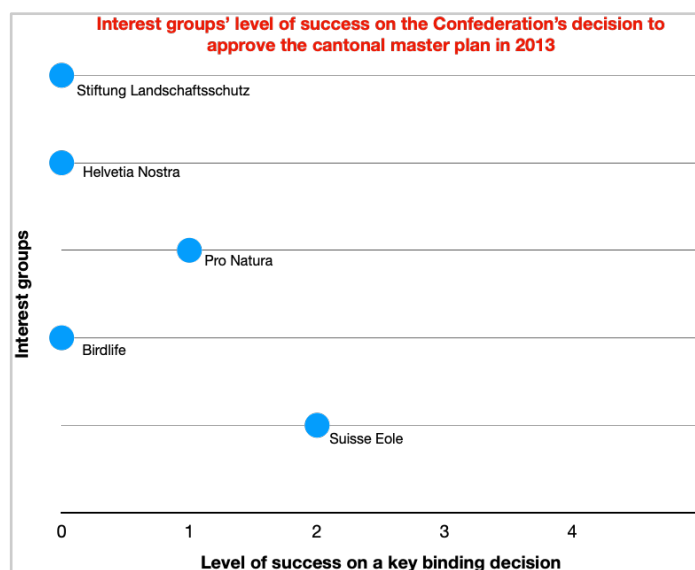 Interest groups’ level of success on the Confederation’s decision to
approve the cantonal master plan in 2013
Stiftung Landschaftsschutz
Helvetia Nostra
Pro Natura
Birdlife
Suisse Eole
Interest groups
0 1 2 3 4
Level of success on a key binding decision